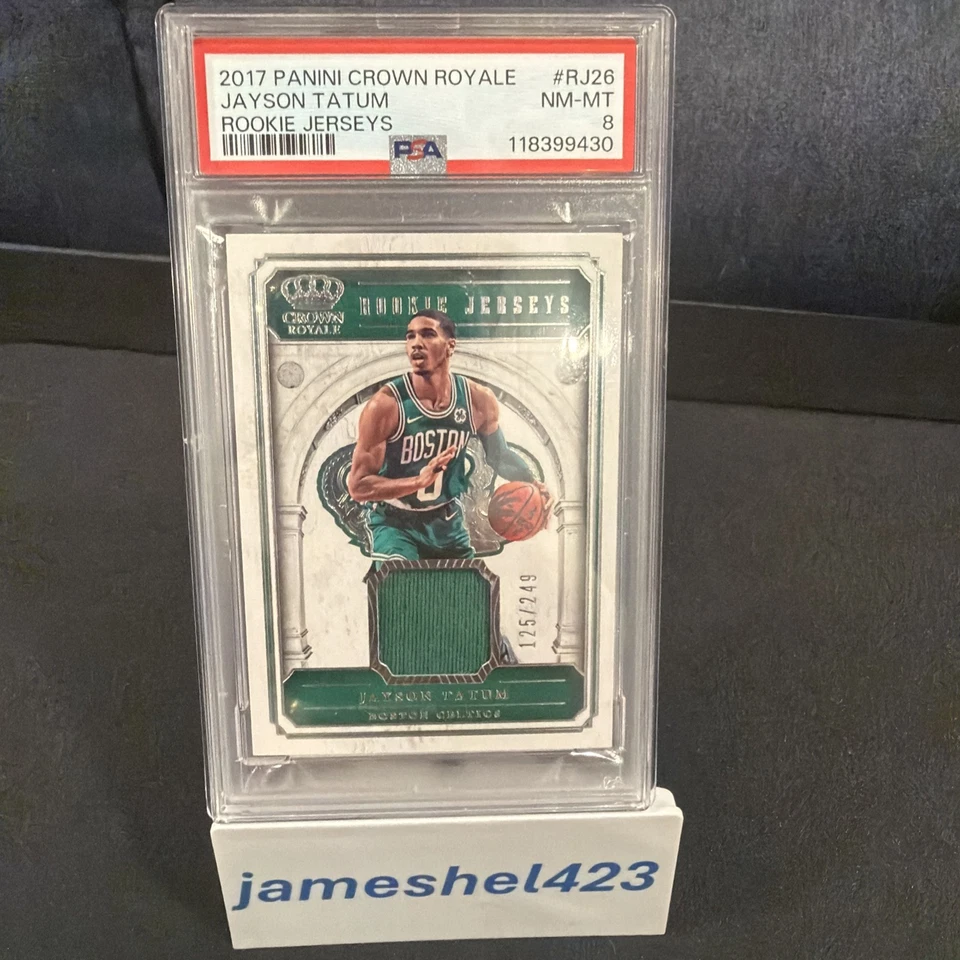 2017 PANINI CROWN ROYALE #RJ26
JAYSON TATUM NM-MT
ROOKIE JERSEYS 8
PSA 118399430
CROWN
ROYALE
ROOKIE JERSEYS
BOSTON
0
125/249
JAYSON TATUM
BOSTON CELTICS
jameshel423